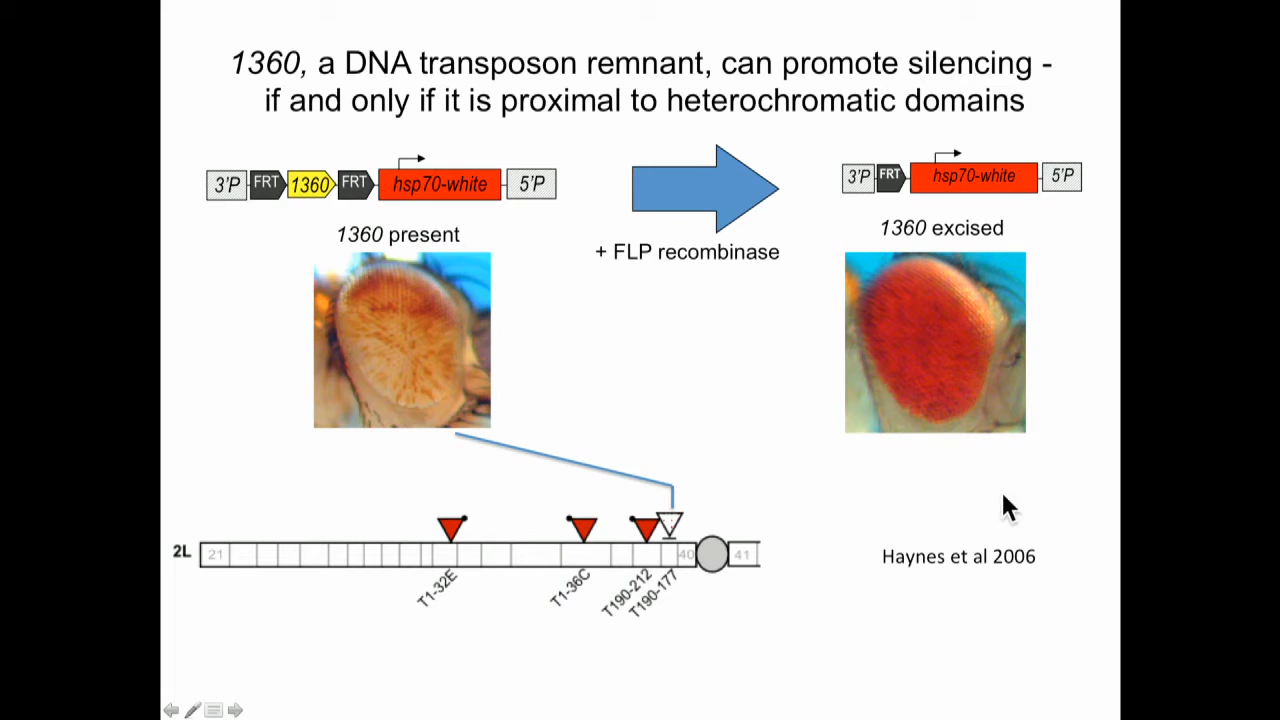 1360, a DNA transposon remnant, can promote silencing -
if and only if it is proximal to heterochromatic domains
3'P FRT 1360 FRT hsp70-white 5'P
3'P FRT hsp70-white 5'P
1360 present
+ FLP recombinase
1360 excised
2L 21 40 41
T1-32E
T1-36C
T190-212
T190-177
Haynes et al 2006